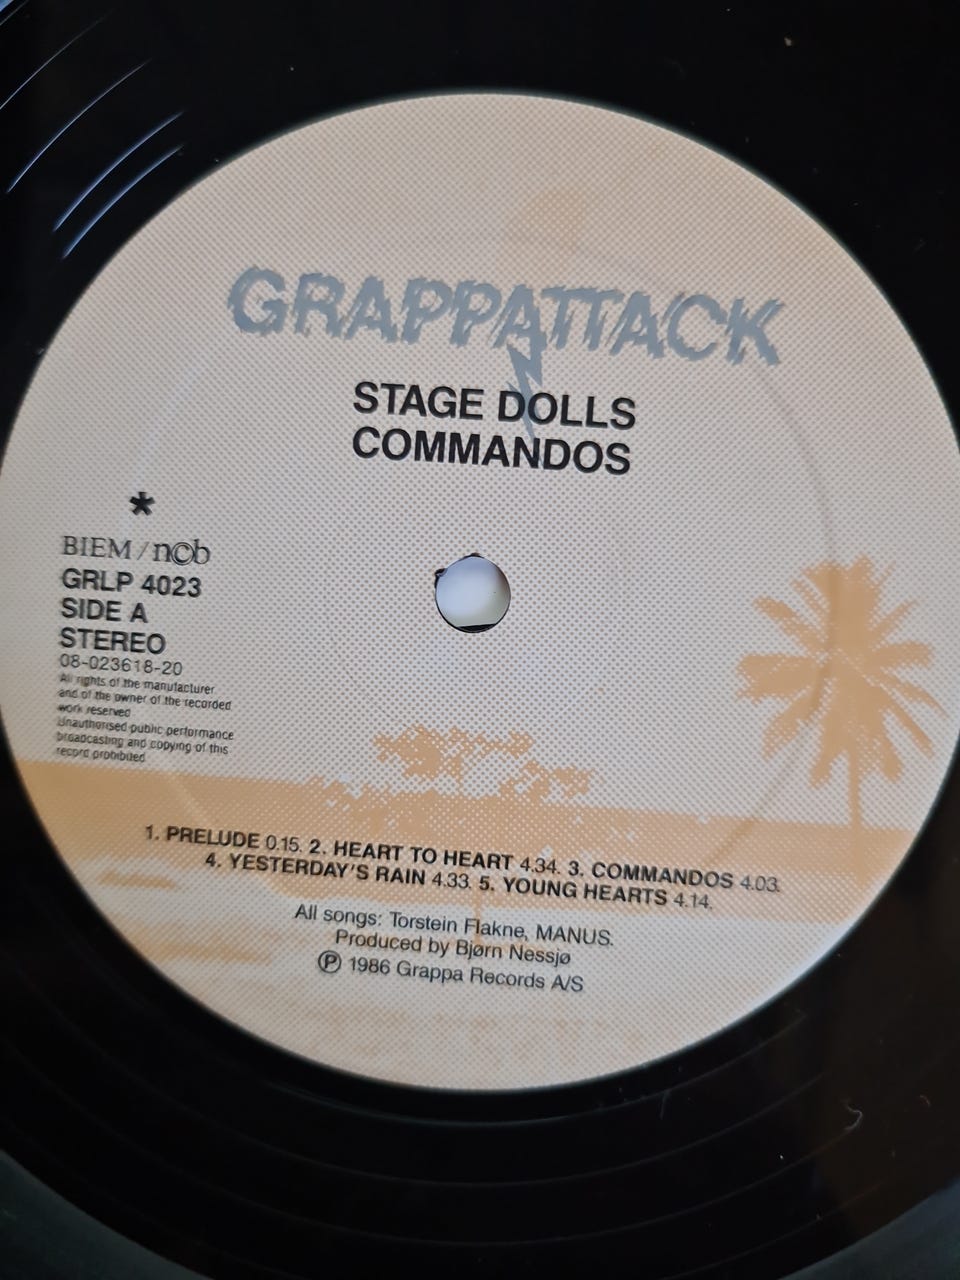 GRAPPATTACK
STAGE DOLLS
COMMANDOS
*
BIEM/n©b
GRLP 4023
SIDE A
STEREO
08-023618-20
All rights of the manufacturer
and of the owner of the recorded
work reserved
Unauthorised public performance
broadcasting and copying of this
record prohibited
1. PRELUDE 0.15. 2. HEART TO HEART 4.34. 3. COMMANDOS 4.03.
4. YESTERDAY'S RAIN 4.33. 5. YOUNG HEARTS 4.14.
All songs: Torstein Flakne, MANUS.
Produced by Bjørn Nessjø
℗ 1986 Grappa Records A/S